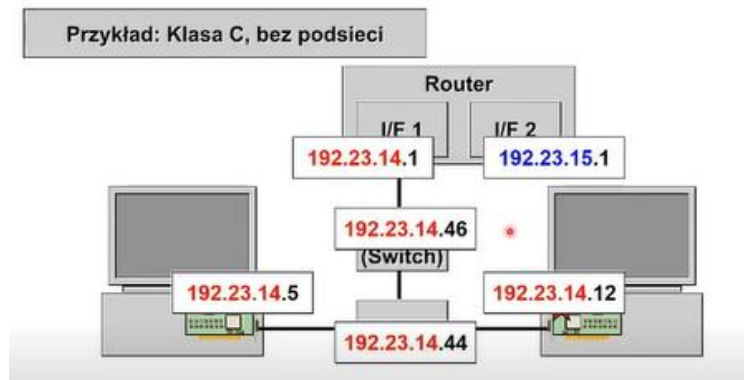 Przykład: Klasa C, bez podsieci
Router
I/F 1
I/F 2
192.23.14.1
192.23.15.1
192.23.14.46
(Switch)
192.23.14.5
192.23.14.12
192.23.14.44